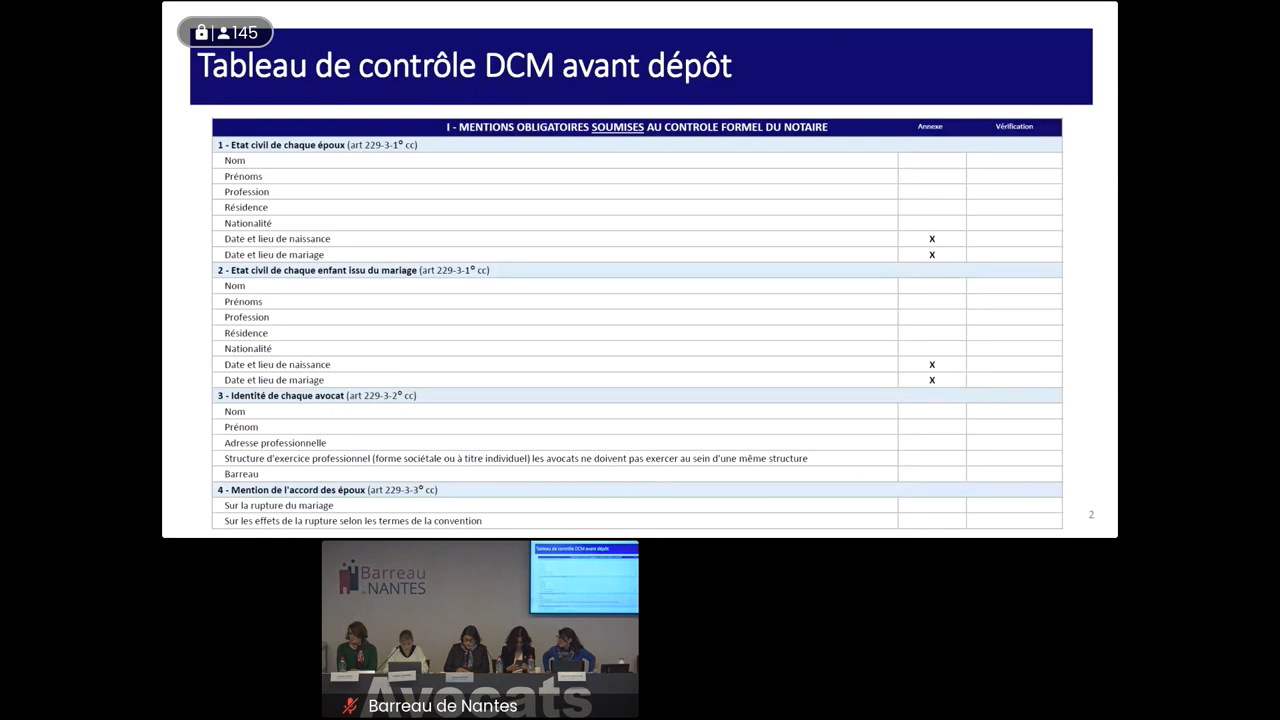 145
Tableau de contrôle DCM avant dépôt
I - MENTIONS OBLIGATOIRES SOUMISES AU CONTROLE FORMEL DU NOTAIRE Annexe Vérification
1 - Etat civil de chaque époux (art 229-3-1° cc)
Nom
Prénoms
Profession
Résidence
Nationalité
Date et lieu de naissance X
Date et lieu de mariage X
2 - Etat civil de chaque enfant issu du mariage (art 229-3-1° cc)
Nom
Prénoms
Profession
Résidence
Nationalité
Date et lieu de naissance X
Date et lieu de mariage X
3 - Identité de chaque avocat (art 229-3-2° cc)
Nom
Prénom
Adresse professionnelle
Structure d'exercice professionnel (forme sociétale ou à titre individuel) les avocats ne doivent pas exercer au sein d'une même structure
Barreau
4 - Mention de l'accord des époux (art 229-3-3° cc)
Sur la rupture du mariage
Sur les effets de la rupture selon les termes de la convention
2
Barreau
NANTES
Tableau de contrôle DCM avant dépôt
Avocats
Barreau de Nantes